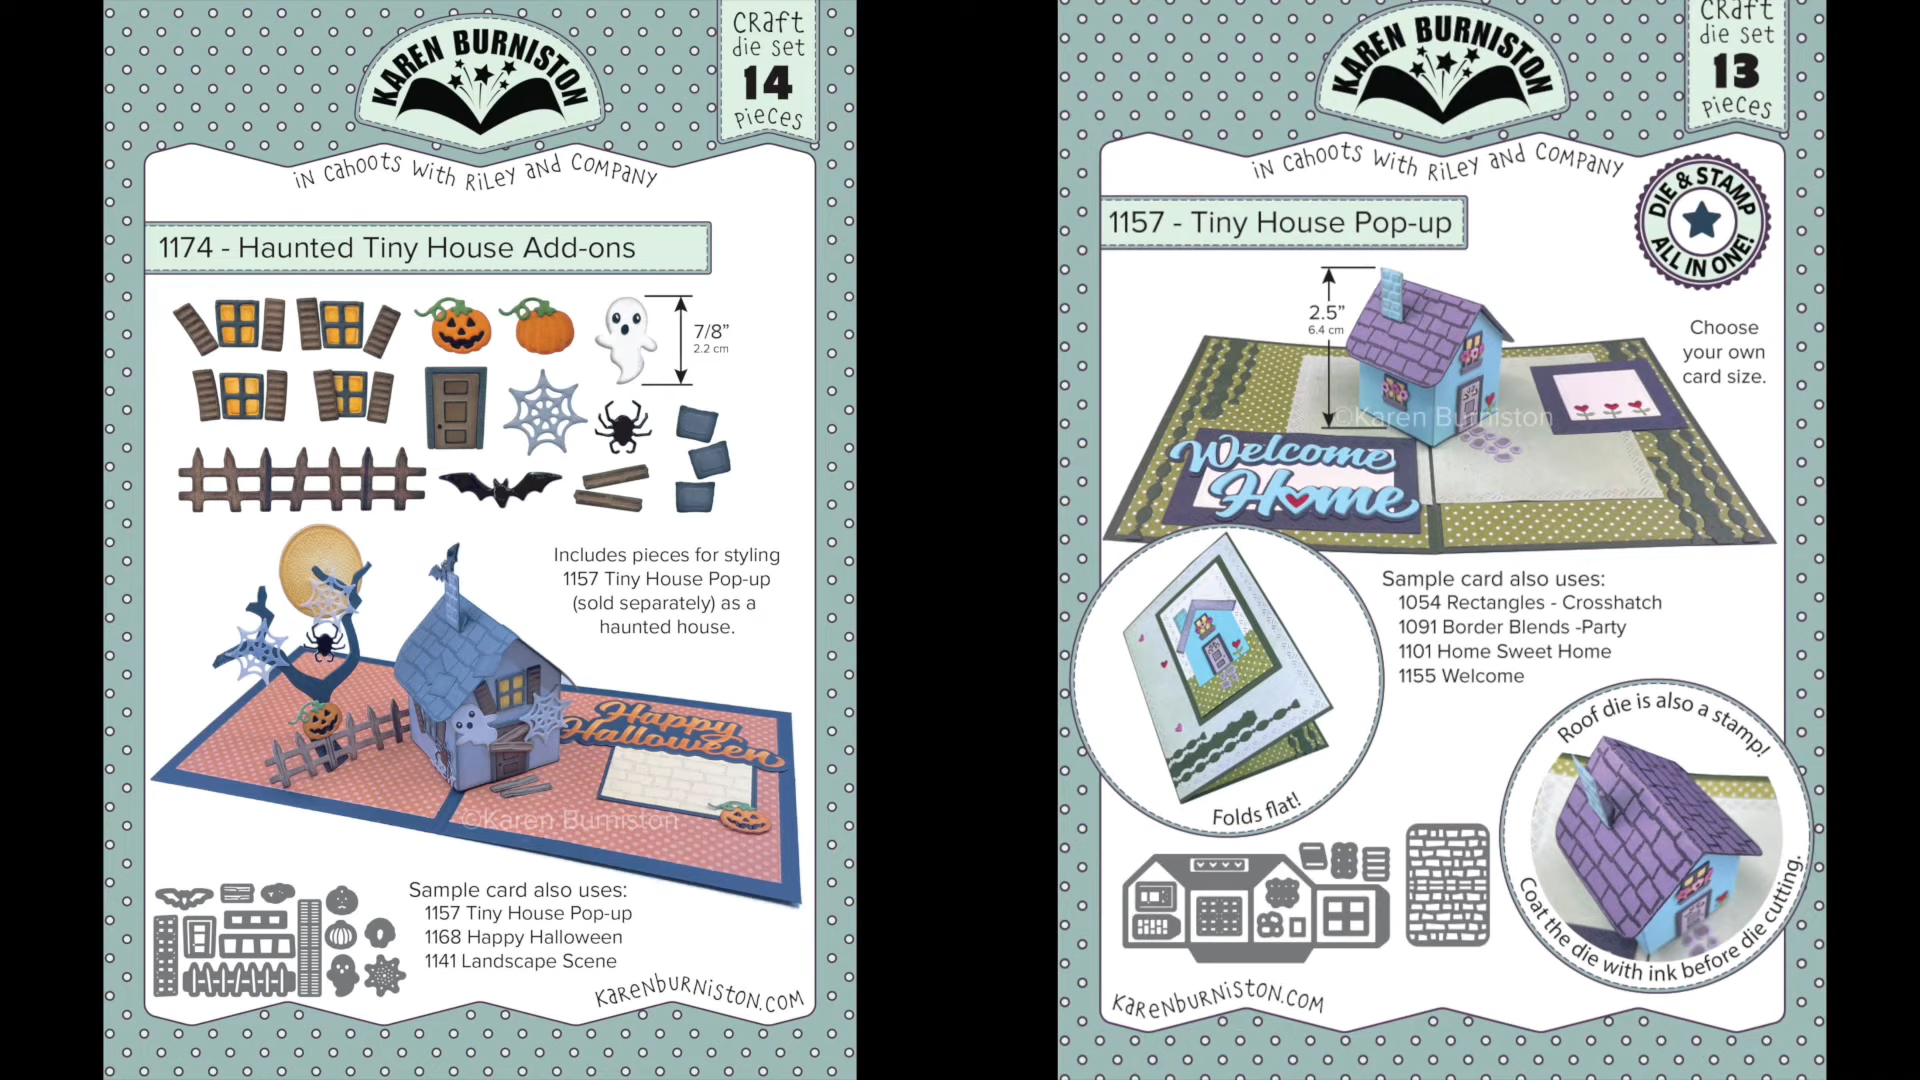 KAREN BURNISTON
CRaft
die set
14
pieces
iN caHOOtS WitH RiLEy aND COMPaNy
1174 - Haunted Tiny House Add-ons
7/8”
2.2 cm
Includes pieces for styling
1157 Tiny House Pop-up
(sold separately) as a
haunted house.
Happy
Halloween
©Karen Burniston
Sample card also uses:
1157 Tiny House Pop-up
1168 Happy Halloween
1141 Landscape Scene
KaRENbURNiStON.COM
KAREN BURNISTON
CRaft
die set
13
pieces
iN caHOOtS WitH RiLEy aND COMPaNy
DIE & STAMP
ALL IN ONE!
1157 - Tiny House Pop-up
2.5”
6.4 cm
Choose
your own
card size.
©Karen Burniston
Welcome
Home
Sample card also uses:
1054 Rectangles - Crosshatch
1091 Border Blends -Party
1101 Home Sweet Home
1155 Welcome
Folds flat!
Roof die is also a stamp!
Coat the die with ink before die cutting.
KaRENbURNiStON.COM